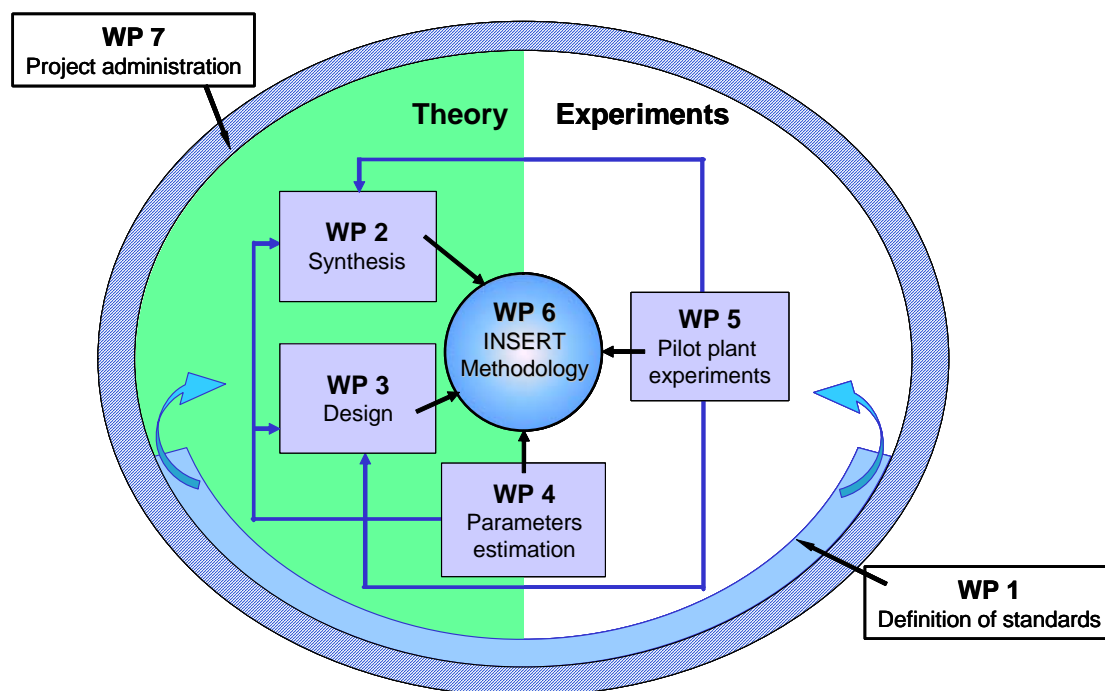 WP 7
Project administration
Theory
Experiments
WP 2
Synthesis
WP 6
INSERT
Methodology
WP 5
Pilot plant
experiments
WP 3
Design
WP 4
Parameters
estimation
WP 1
Definition of standards